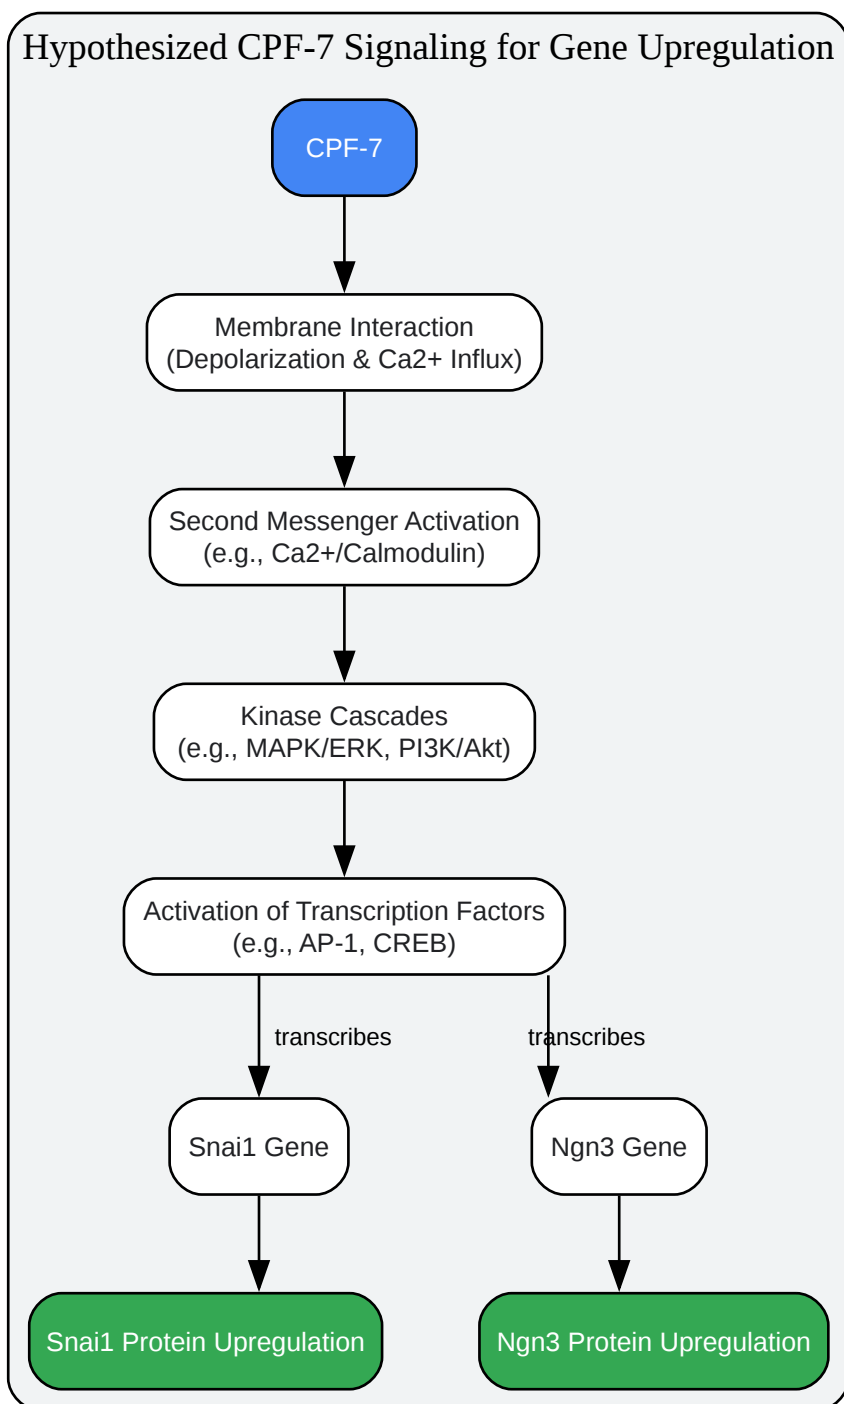 Hypothesized CPF-7 Signaling for Gene Upregulation
CPF-7
Membrane Interaction
(Depolarization & Ca2+ Influx)
Second Messenger Activation
(e.g., Ca2+/Calmodulin)
Kinase Cascades
(e.g., MAPK/ERK, PI3K/Akt)
Activation of Transcription Factors
(e.g., AP-1, CREB)
transcribes
transcribes
Snai1 Gene
Ngn3 Gene
Snai1 Protein Upregulation
Ngn3 Protein Upregulation